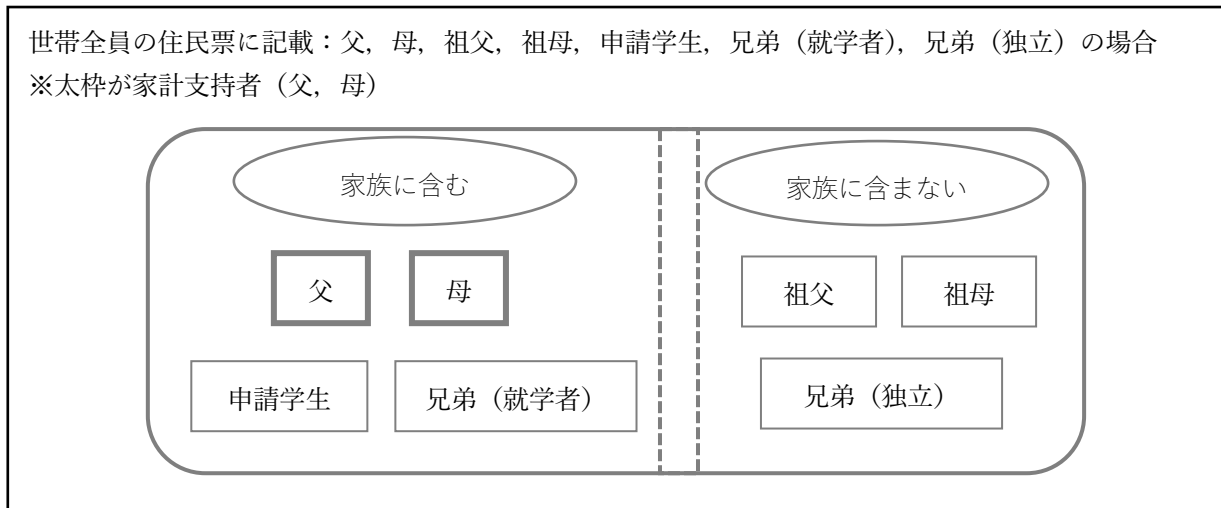 世帯全員の住民票に記載：父，母，祖父，祖母，申請学生，兄弟（就学者），兄弟（独立）の場合
※太枠が家計支持者（父，母）
家族に含む
家族に含まない
父
母
祖父
祖母
申請学生
兄弟（就学者）
兄弟（独立）